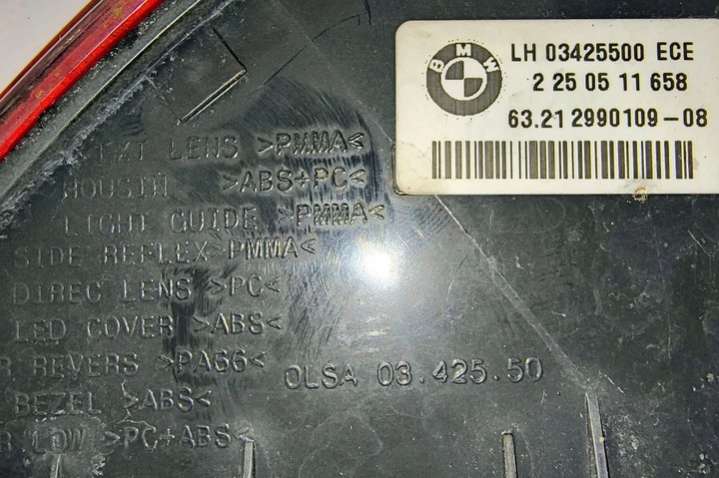 BMW
LH 03425500 ECE
2 25 05 11 658
63.21 2990109-08
EXT LENS >PMMA<
HOUSIN >ABS+PC<
LIGHT GUIDE >PMMA<
SIDE REFLEX >PMMA<
DIREC LENS >PC<
LED COVER >ABS<
R REVERS >PA66<
OLSA 03.425.50
BEZEL >ABS<
R LOW >PC+ABS<